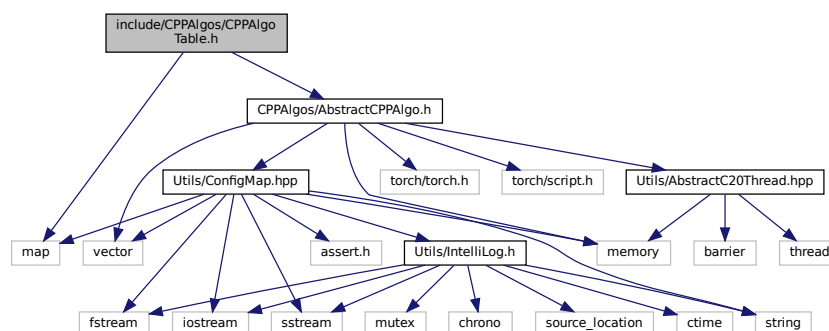 include/CPPAlgos/CPPAlgo
Table.h
CPPAlgos/AbstractCPPAlgo.h
Utils/ConfigMap.hpp
torch/torch.h
torch/script.h
Utils/AbstractC20Thread.hpp
map
vector
assert.h
Utils/IntelliLog.h
memory
barrier
thread
fstream
iostream
sstream
mutex
chrono
source_location
ctime
string